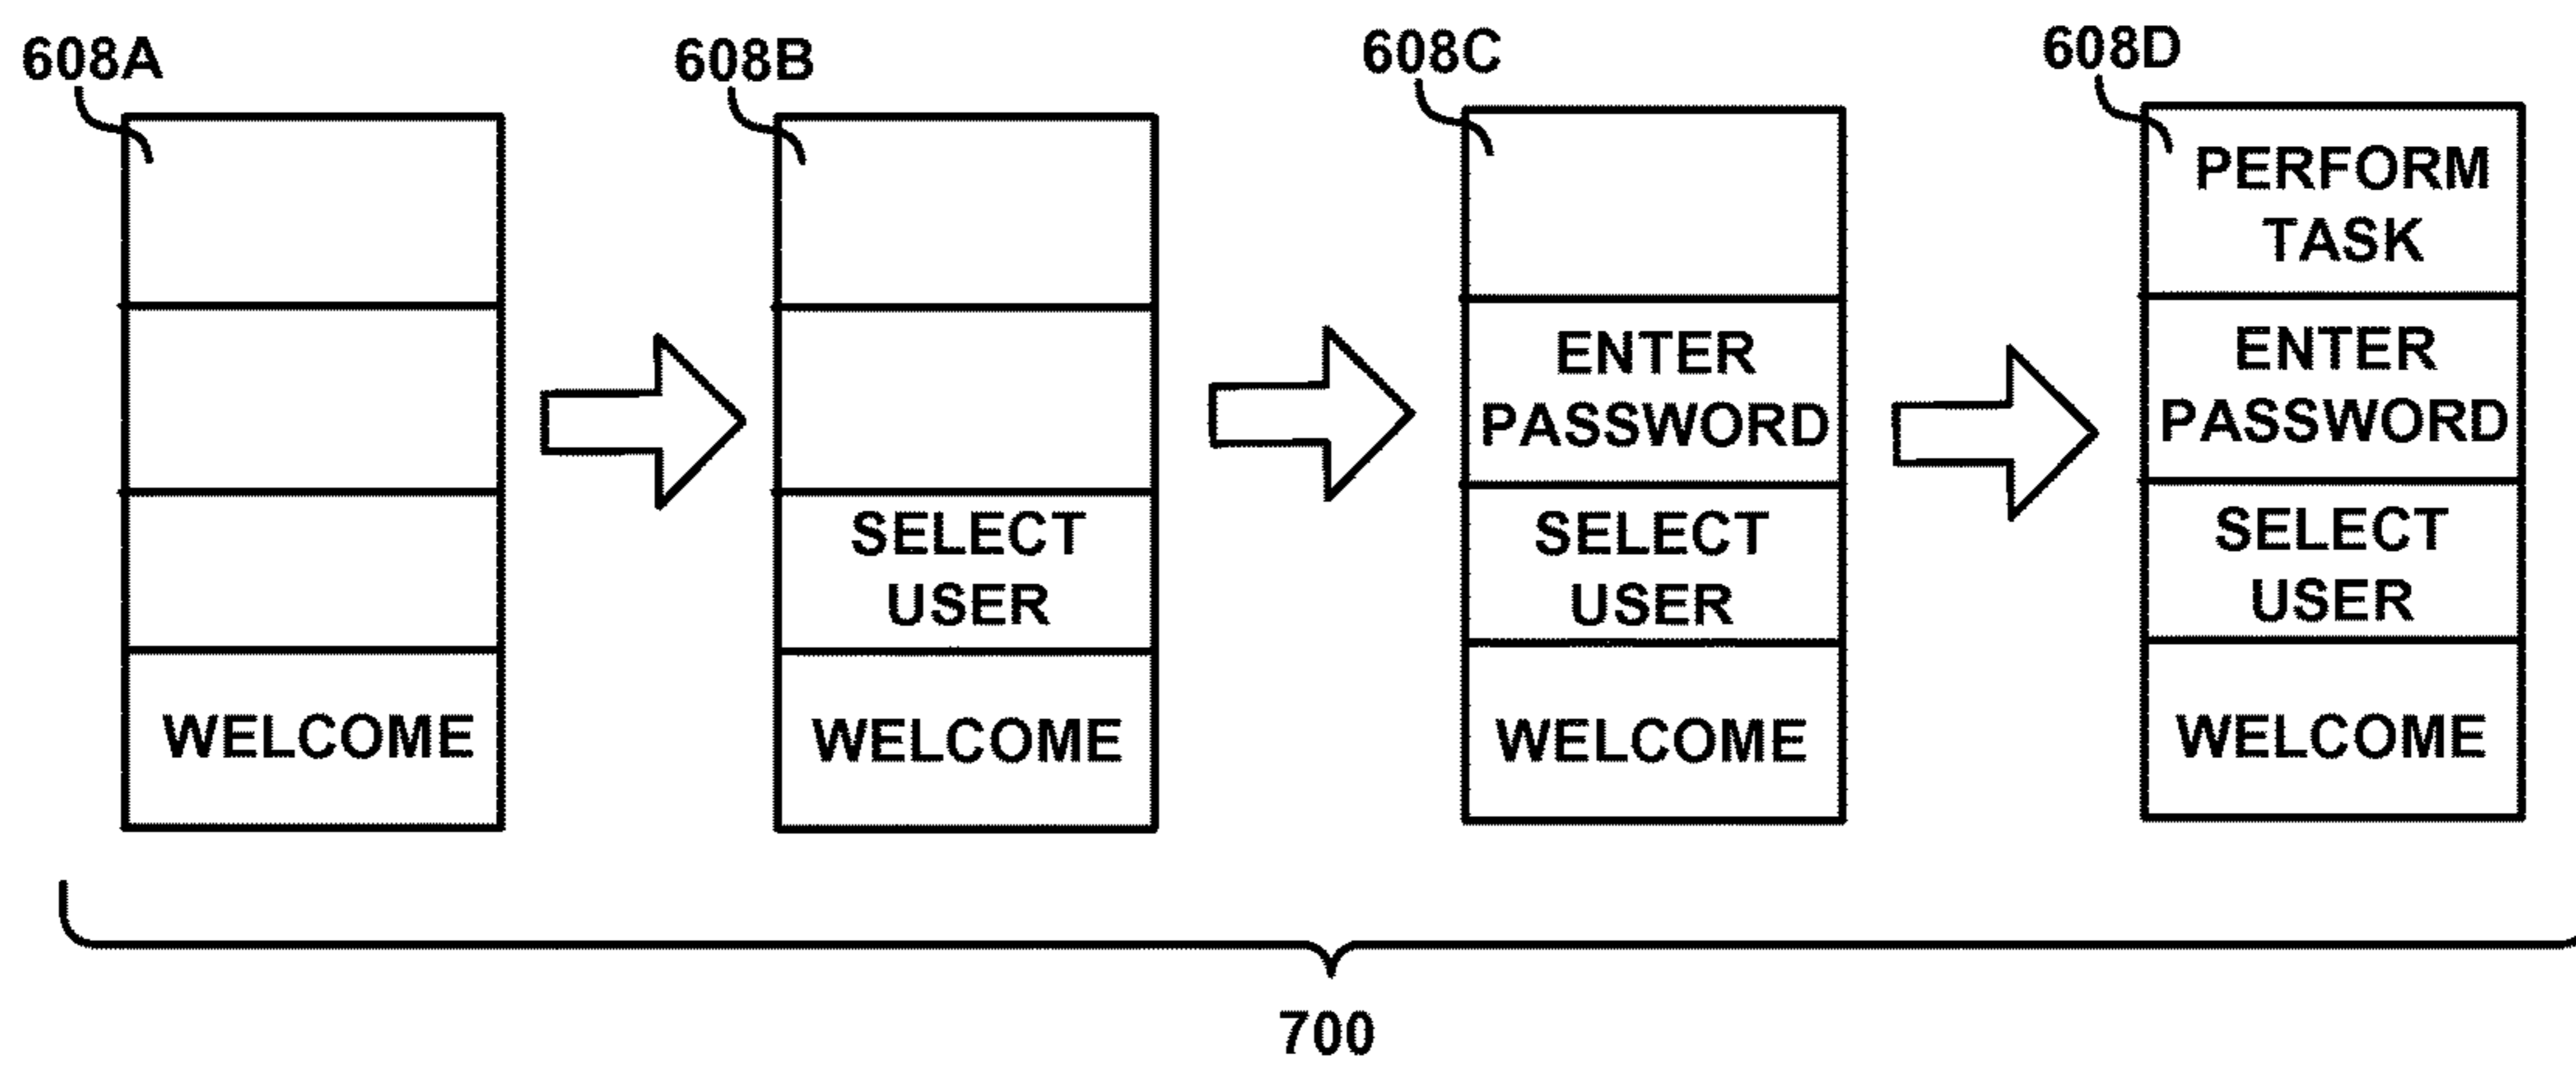 608A
608B
608C
608D
WELCOME
SELECT
USER
WELCOME
ENTER
PASSWORD
SELECT
USER
WELCOME
PERFORM
TASK
ENTER
PASSWORD
SELECT
USER
WELCOME
700